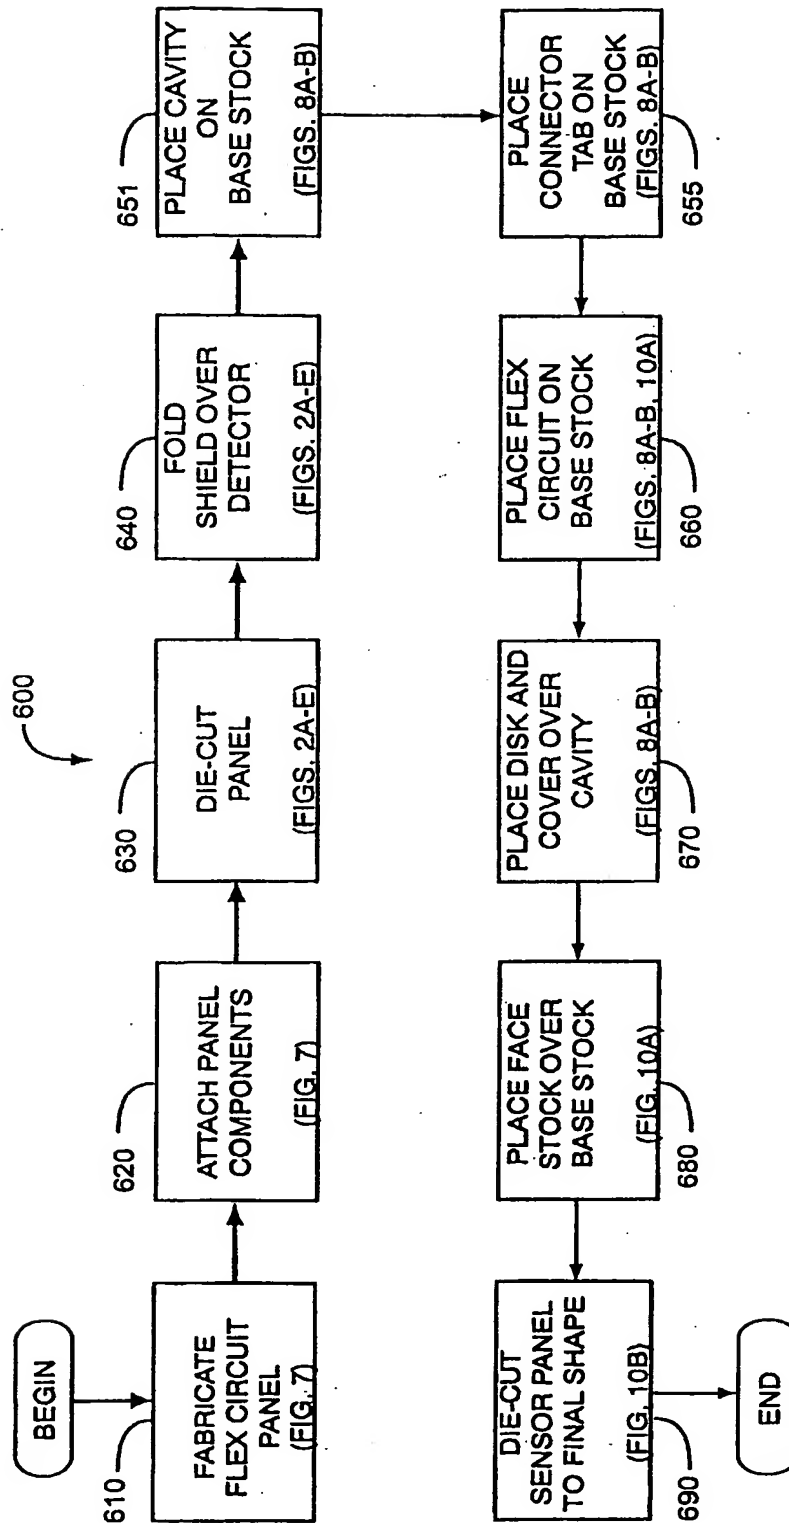 600
BEGIN
610
FABRICATE
FLEX CIRCUIT
PANEL
(FIG. 7)
620
ATTACH PANEL
COMPONENTS
(FIG. 7)
630
DIE-CUT
PANEL
(FIGS. 2A-E)
640
FOLD
SHIELD OVER
DETECTOR
(FIGS. 2A-E)
651
PLACE CAVITY
ON
BASE STOCK
(FIGS. 8A-B)
PLACE
CONNECTOR
TAB ON
BASE STOCK
(FIGS. 8A-B)
655
PLACE FLEX
CIRCUIT ON
BASE STOCK
(FIGS. 8A-B, 10A)
660
PLACE DISK AND
COVER OVER
CAVITY
(FIGS. 8A-B)
670
PLACE FACE
STOCK OVER
BASE STOCK
(FIG. 10A)
680
DIE-CUT
SENSOR PANEL
TO FINAL SHAPE
(FIG. 10B)
690
END